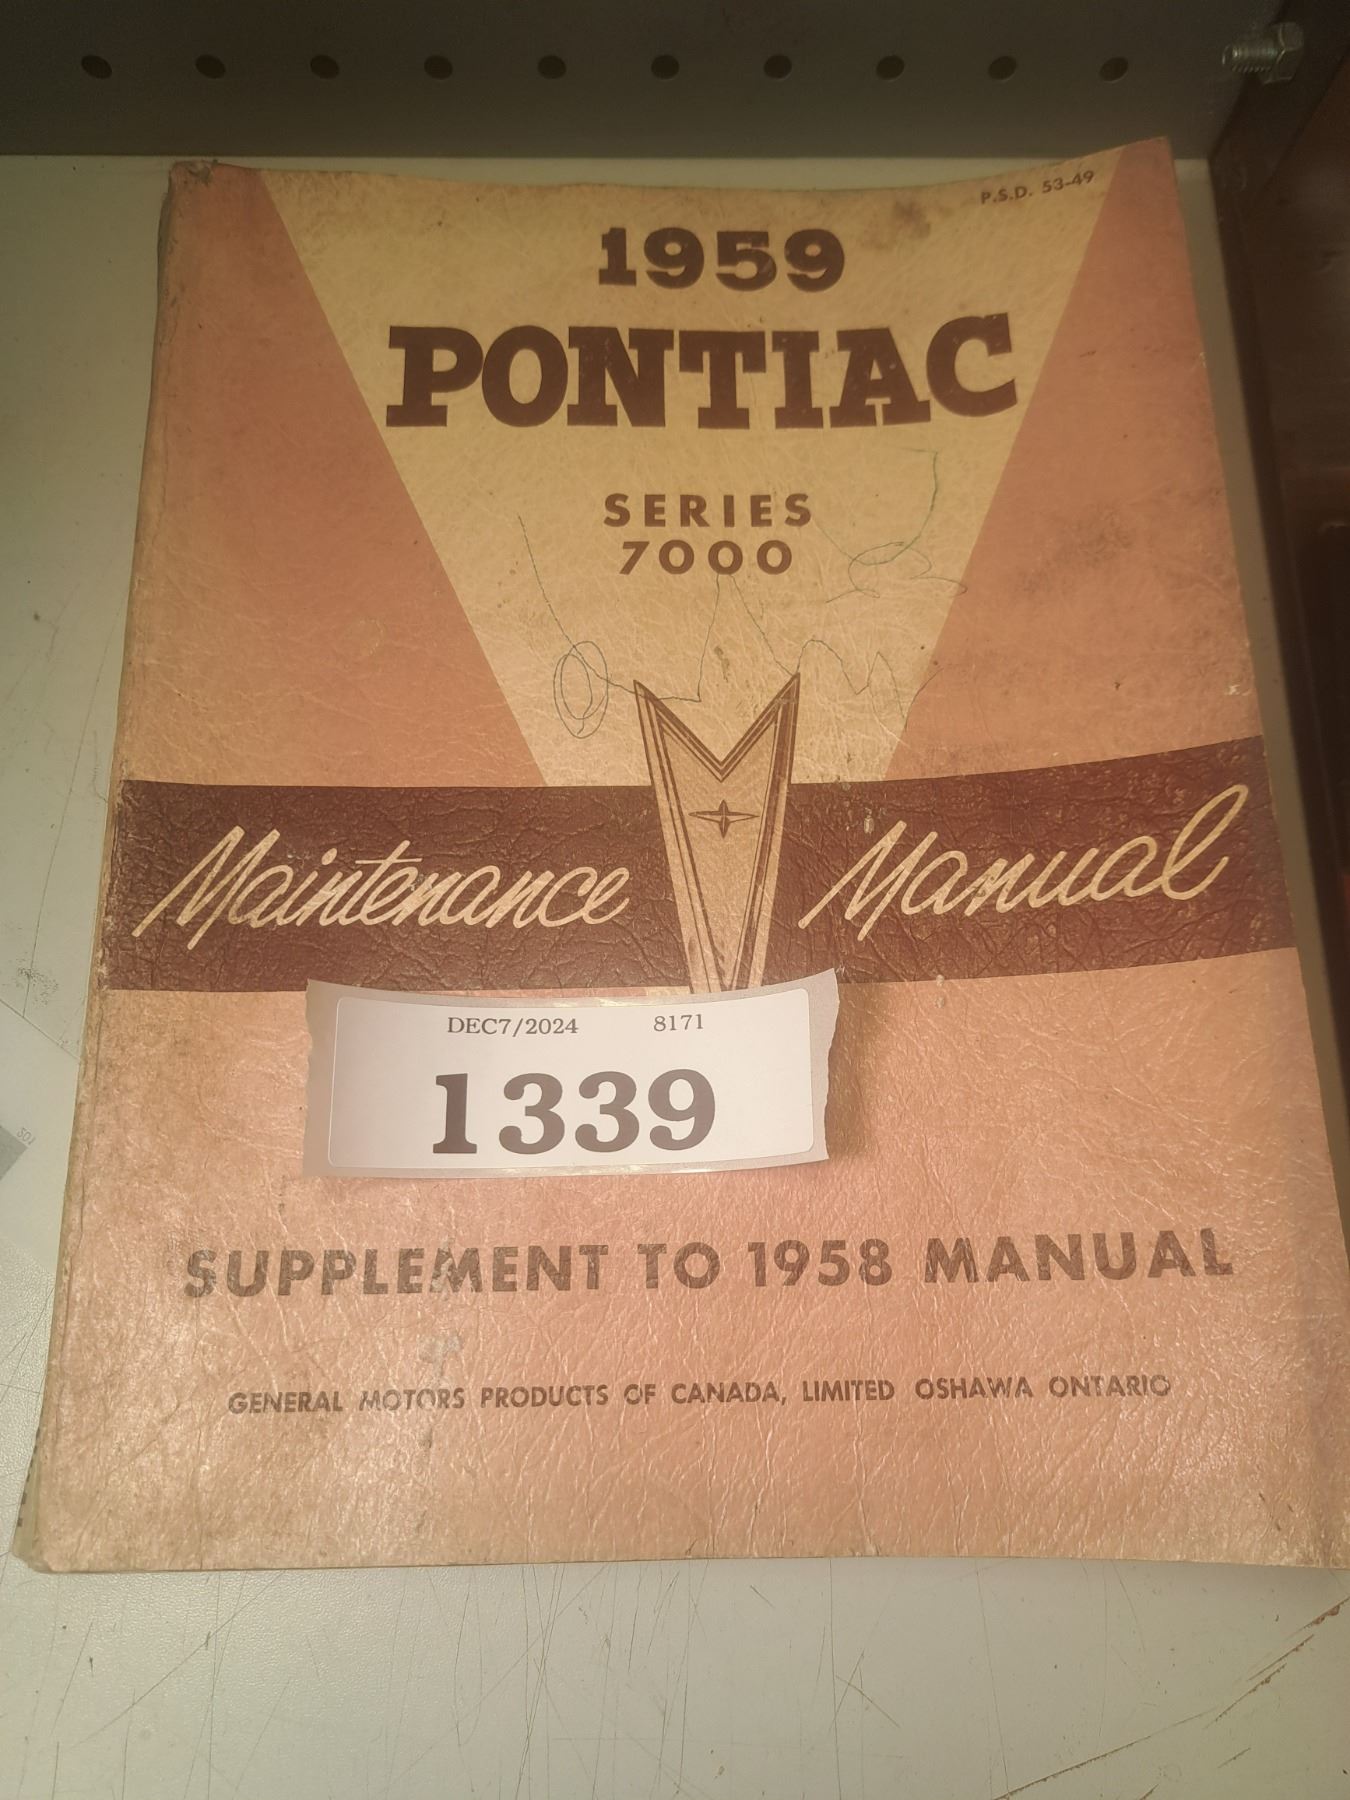 P.S.D. 53-49
1959
PONTIAC
SERIES
7000
Maintenance Manual
DEC7/2024 8171
1339
SUPPLEMENT TO 1958 MANUAL
GENERAL MOTORS PRODUCTS OF CANADA, LIMITED OSHAWA ONTARIO